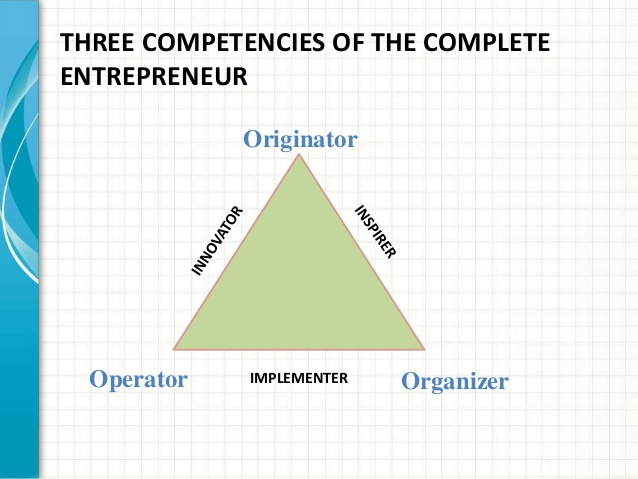 THREE COMPETENCIES OF THE COMPLETE
ENTREPRENEUR
Originator
INNOVATOR
INSPIRER
Operator
IMPLEMENTER
Organizer